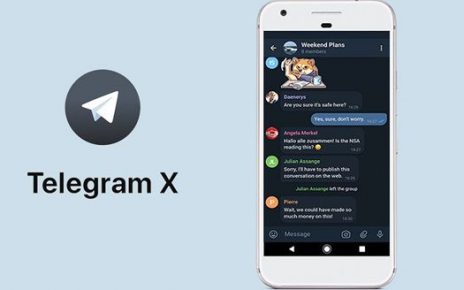 Telegram X
Weekend Plans
8 members
Daenerys
Are you sure it's safe here?
Yes, sure, don't worry.
Angela Merkel
Hallo alle zusammen! Is the NSA
reading this?
Julian Assange
Sorry, I'll have to publish this
conversation on the web.
Julian Assange left the group
Pierre
Wait, we could have made so
much money on this!
Message